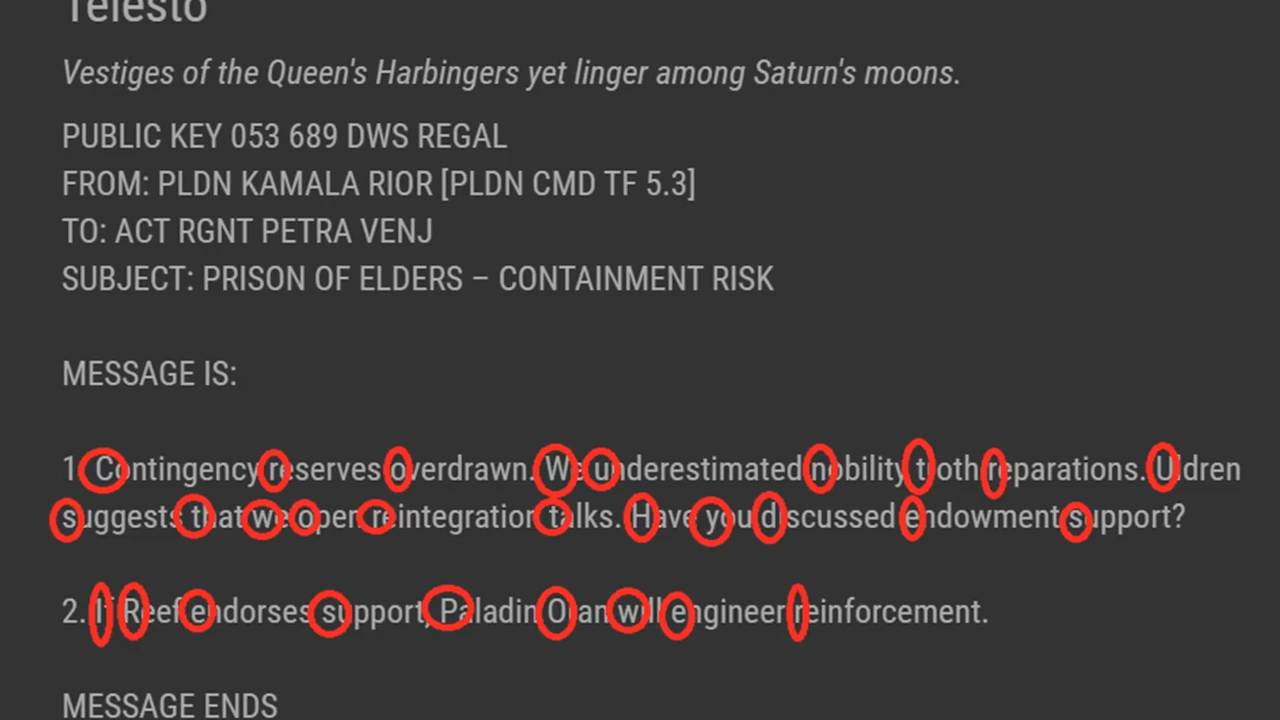 Telesto
Vestiges of the Queen's Harbingers yet linger among Saturn's moons.
PUBLIC KEY 053 689 DWS REGAL
FROM: PLDN KAMALA RIOR [PLDN CMD TF 5.3]
TO: ACT RGNT PETRA VENJ
SUBJECT: PRISON OF ELDERS – CONTAINMENT RISK
MESSAGE IS:
1. Contingency reserves overdrawn. We underestimated nobility troth reparations. Uldren
suggests that we open reintegration talks. Have you discussed endowment support?
2. If Reef endorses support, Paladin Oran will engineer reinforcement.
MESSAGE ENDS